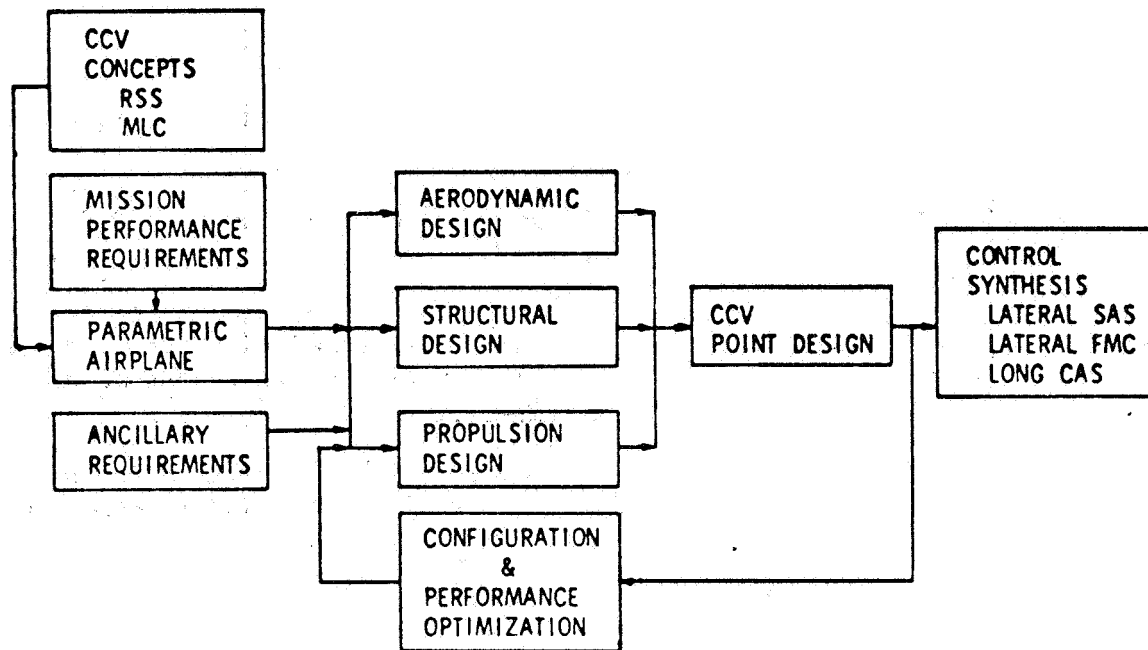 CCV
CONCEPTS
RSS
MLC
MISSION
PERFORMANCE
REQUIREMENTS
PARAMETRIC
AIRPLANE
ANCILLARY
REQUIREMENTS
AERODYNAMIC
DESIGN
STRUCTURAL
DESIGN
PROPULSION
DESIGN
CONFIGURATION
&
PERFORMANCE
OPTIMIZATION
CCV
POINT DESIGN
CONTROL
SYNTHESIS
LATERAL SAS
LATERAL FMC
LONG CAS